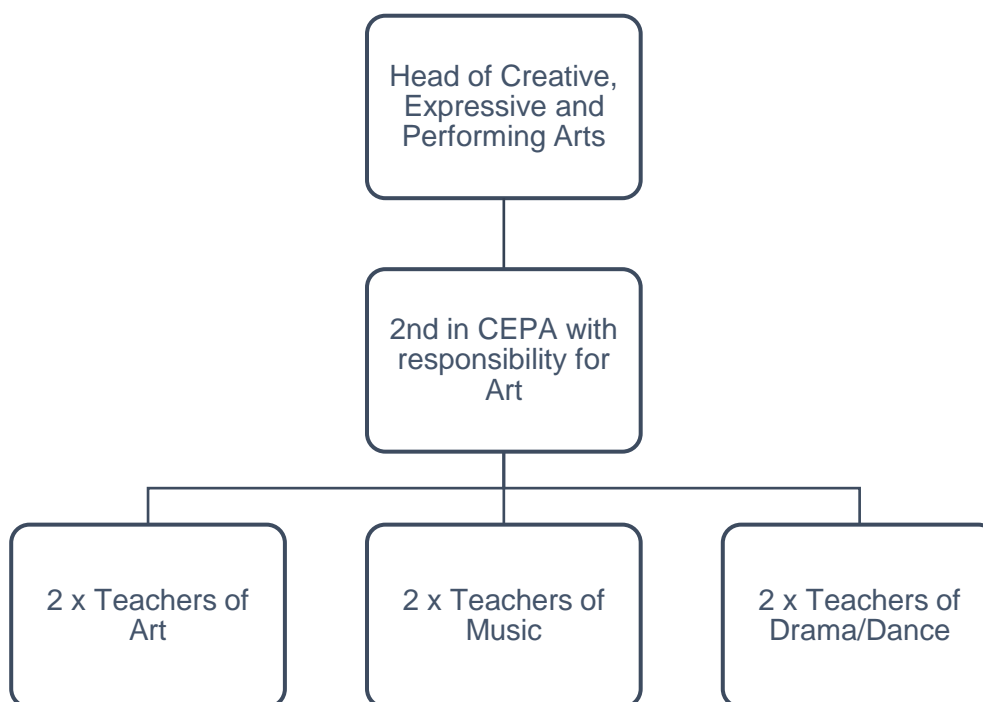 Head of Creative,
Expressive and
Performing Arts
2nd in CEPA with
responsibility for
Art
2 x Teachers of
Art
2 x Teachers of
Music
2 x Teachers of
Drama/Dance